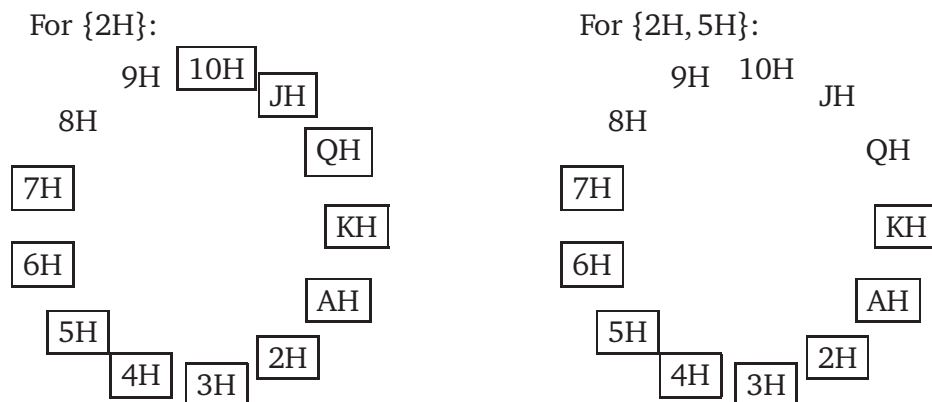 For {2H}:
9H
10H
JH
8H
QH
7H
KH
6H
AH
5H
2H
4H
3H
For {2H, 5H}:
9H
10H
JH
8H
QH
7H
KH
6H
AH
5H
2H
4H
3H